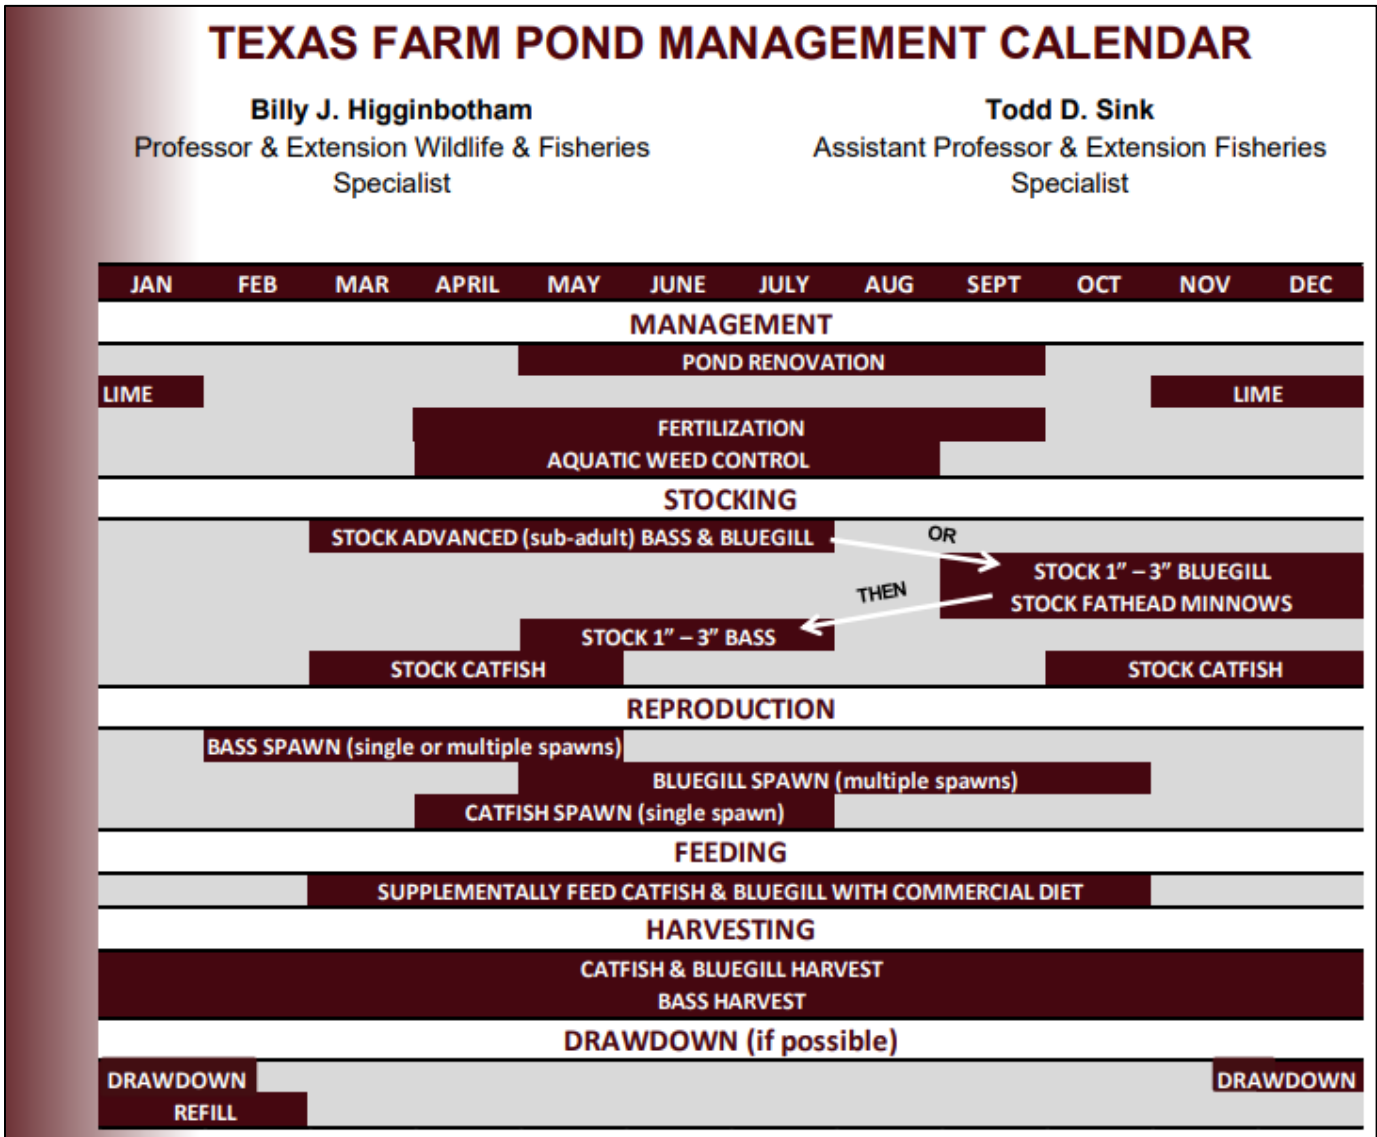 TEXAS FARM POND MANAGEMENT CALENDAR
Billy J. Higginbotham
Professor & Extension Wildlife & Fisheries
Specialist
Todd D. Sink
Assistant Professor & Extension Fisheries
Specialist
JAN FEB MAR APRIL MAY JUNE JULY AUG SEPT OCT NOV DEC
MANAGEMENT
POND RENOVATION
LIME LIME
FERTILIZATION
AQUATIC WEED CONTROL
STOCKING
STOCK ADVANCED (sub-adult) BASS & BLUEGILL OR
STOCK 1” – 3” BLUEGILL
THEN STOCK FATHEAD MINNOWS
STOCK 1” – 3” BASS
STOCK CATFISH STOCK CATFISH
REPRODUCTION
BASS SPAWN (single or multiple spawns)
BLUEGILL SPAWN (multiple spawns)
CATFISH SPAWN (single spawn)
FEEDING
SUPPLEMENTALLY FEED CATFISH & BLUEGILL WITH COMMERCIAL DIET
HARVESTING
CATFISH & BLUEGILL HARVEST
BASS HARVEST
DRAWDOWN (if possible)
DRAWDOWN DRAWDOWN
REFILL